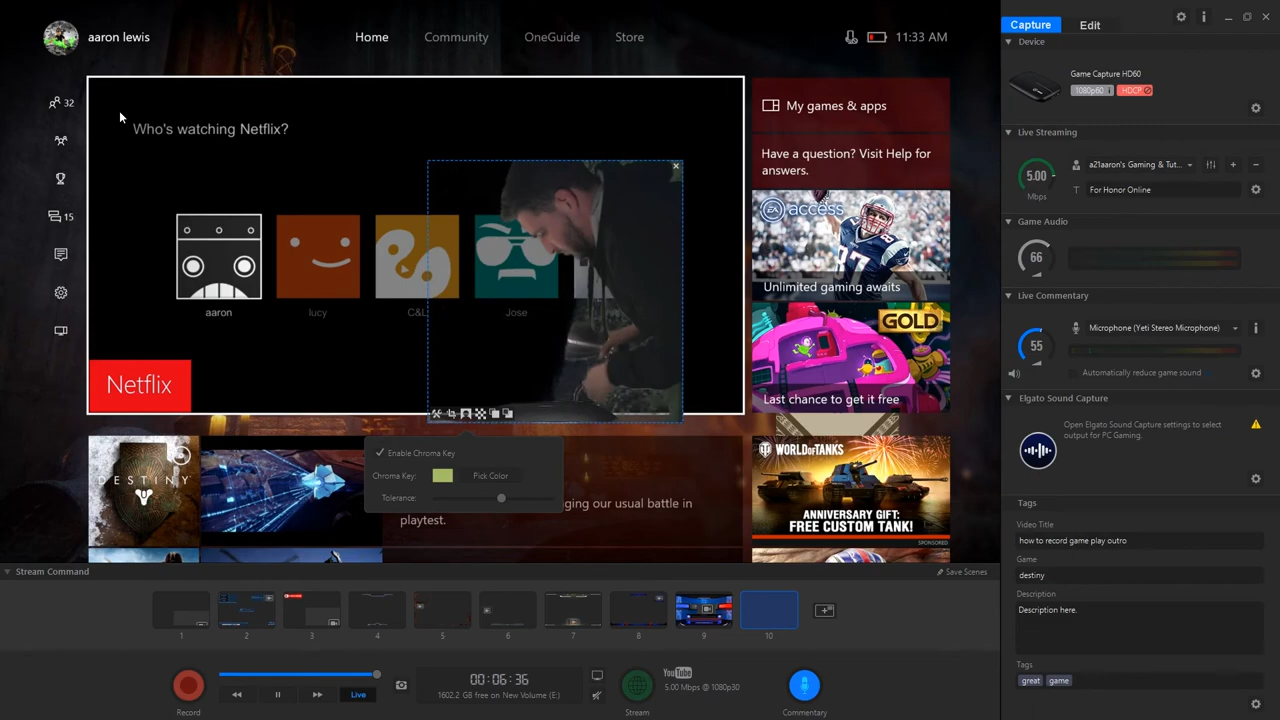 aaron lewis
Home
Community
OneGuide
Store
11:33 AM
32
15
Who's watching Netflix?
aaron
lucy
C&L
Jose
Netflix
My games & apps
Have a question? Visit Help for
answers.
EA access
87
Unlimited gaming awaits
GOLD
Last chance to get it free
DESTINY
nging our usual battle in
playtest.
WORLD OF TANKS
ANNIVERSARY GIFT:
FREE CUSTOM TANK!
SPONSORED
Enable Chroma Key
Chroma Key:
Pick Color
Tolerance:
Stream Command
Save Scenes
1
2
3
4
5
6
7
8
9
10
Record
Live
00:06:36
1602.2 GB free on New Volume (E:)
Stream
YouTube
5.00 Mbps @ 1080p30
Commentary
Capture
Edit
Device
Game Capture HD60
1080p60
HDCP
Live Streaming
5.00
Mbps
a21aaron's Gaming & Tut...
For Honor Online
Game Audio
66
Live Commentary
55
Microphone (Yeti Stereo Microphone)
Automatically reduce game sound
Elgato Sound Capture
Open Elgato Sound Capture settings to select
output for PC Gaming.
Tags
Video Title
how to record game play outro
Game
destiny
Description
Description here.
Tags
great
game